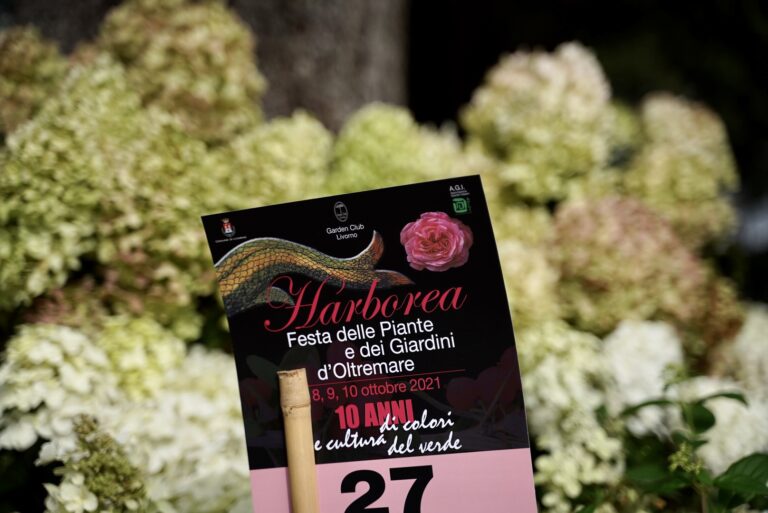 Garden Club
Livorno
A.G.I.
Harborea
Festa delle Piante
e dei Giardini
d'Oltremare
8, 9, 10 ottobre 2021
10 ANNI
di colori
e cultura
del verde
27